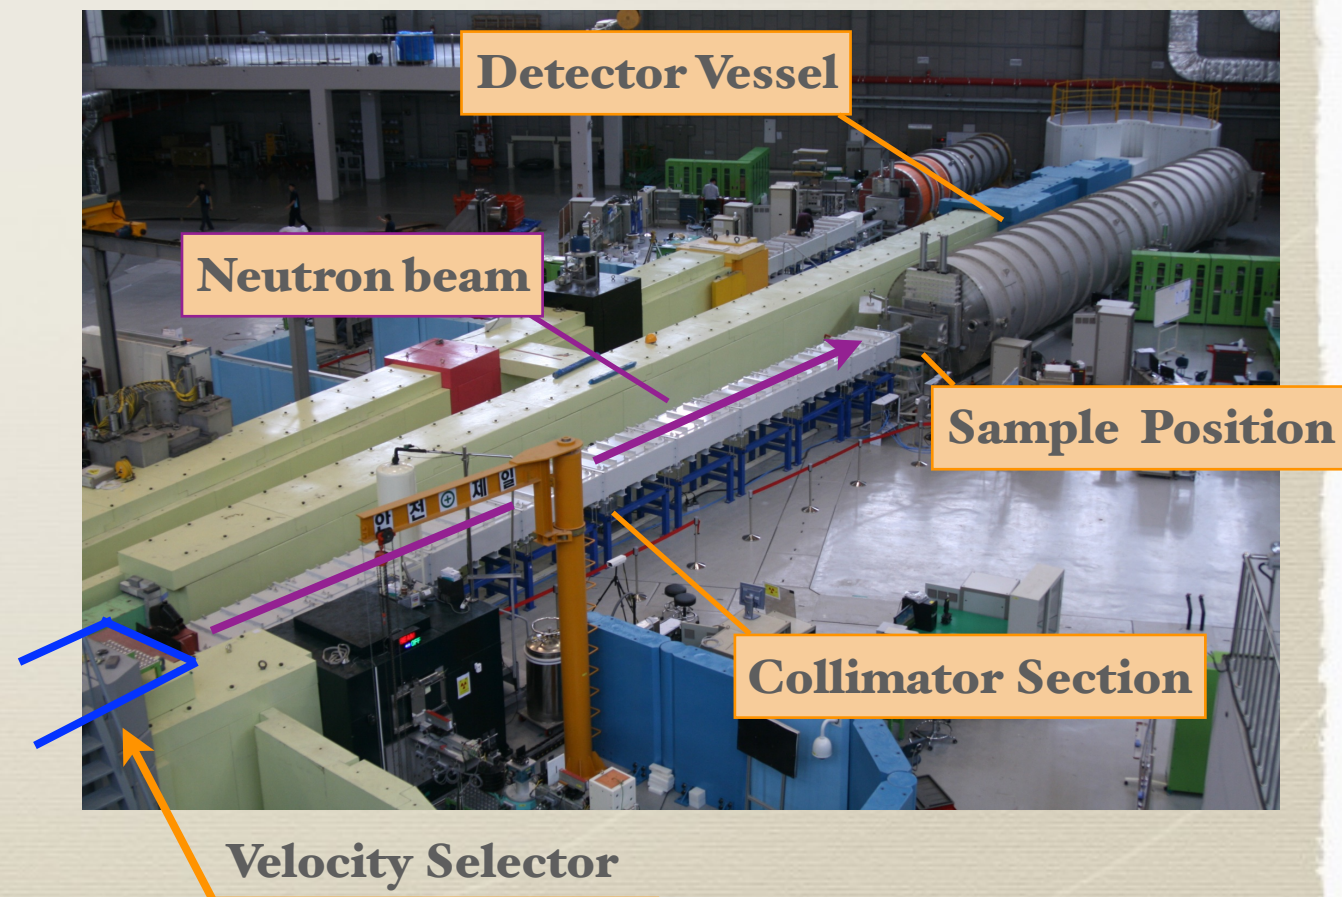 Detector Vessel
Neutron beam
Sample Position
안전 제일
Collimator Section
Velocity Selector